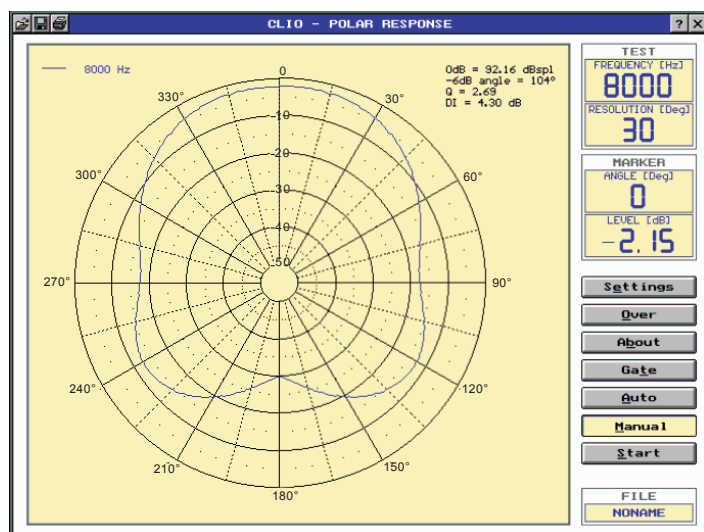 CLIO - POLAR RESPONSE
? ×
8000 Hz
0dB = 92.16 dBspl
-6dB angle = 104°
Q = 2.69
DI = 4.30 dB
0
330°
30°
-10
-20
300°
60°
-30
-40
-50
270°
90°
240°
120°
210°
150°
180°
TEST
FREQUENCY [Hz]
8000
RESOLUTION [Deg]
30
MARKER
ANGLE [Deg]
0
LEVEL [dB]
-2.15
Settings
Over
About
Gate
Auto
Manual
Start
FILE
NONAME